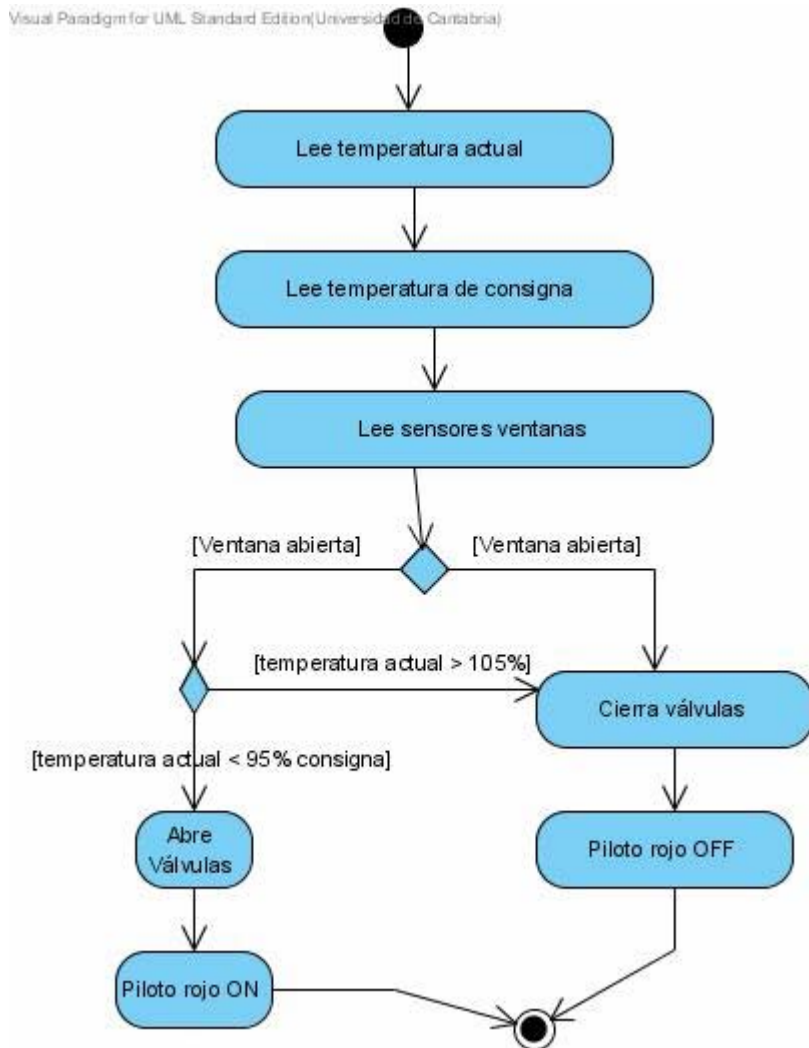 Visual Paradigm for UML Standard Edition(Universidad de Cantabria)
Lee temperatura actual
Lee temperatura de consigna
Lee sensores ventanas
[Ventana abierta]
[Ventana abierta]
[temperatura actual > 105%]
Cierra válvulas
[temperatura actual < 95% consigna]
Abre
Válvulas
Piloto rojo OFF
Piloto rojo ON